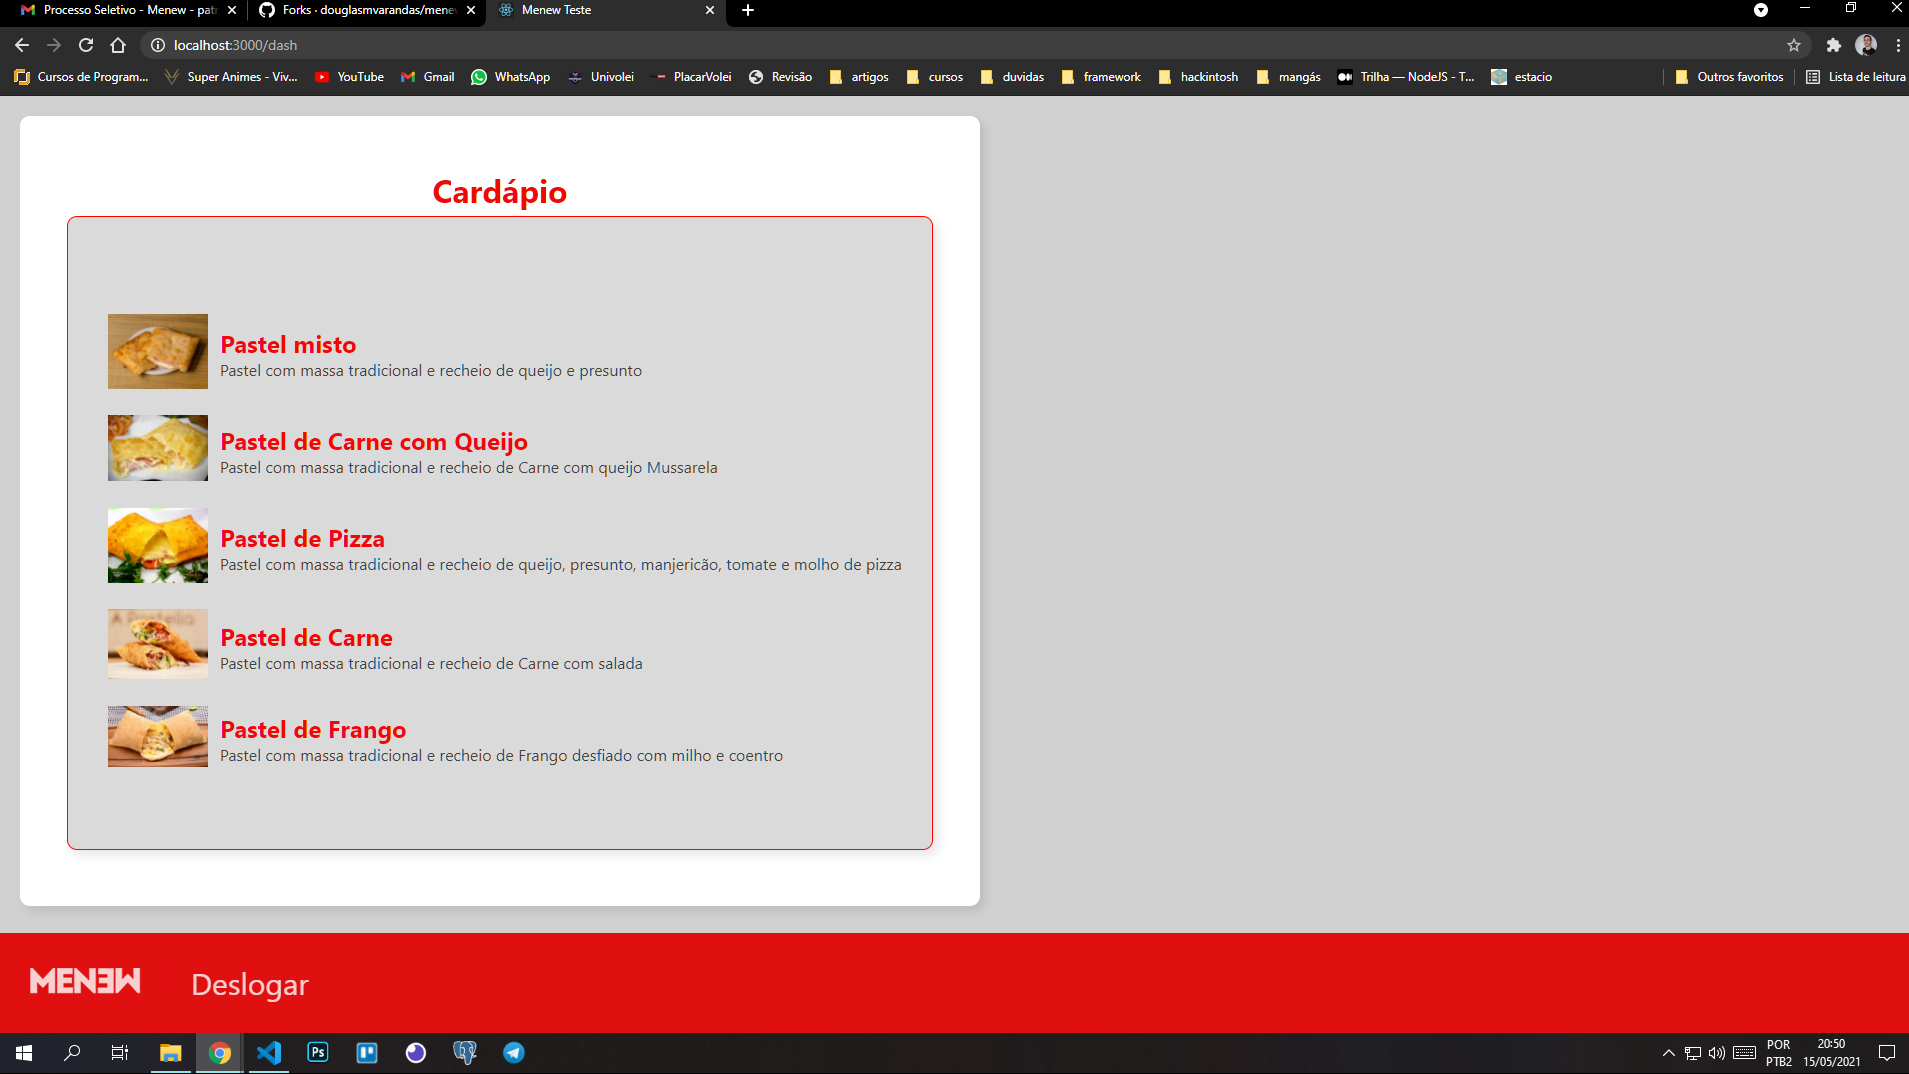 Processo Seletivo - Menew - patr
Forks · douglasmvarandas/menew
Menew Teste
localhost:3000/dash
Cursos de Program...
Super Animes - Viv...
YouTube
Gmail
WhatsApp
Univolei
PlacarVolei
Revisão
artigos
cursos
duvidas
framework
hackintosh
mangás
Trilha — NodeJS - T...
estacio
Outros favoritos
Lista de leitura
Cardápio
Pastel misto
Pastel com massa tradicional e recheio de queijo e presunto
Pastel de Carne com Queijo
Pastel com massa tradicional e recheio de Carne com queijo Mussarela
Pastel de Pizza
Pastel com massa tradicional e recheio de queijo, presunto, manjericão, tomate e molho de pizza
Pastel de Carne
Pastel com massa tradicional e recheio de Carne com salada
Pastel de Frango
Pastel com massa tradicional e recheio de Frango desfiado com milho e coentro
MENEW
Deslogar
Ps
POR
PTB2
20:50
15/05/2021